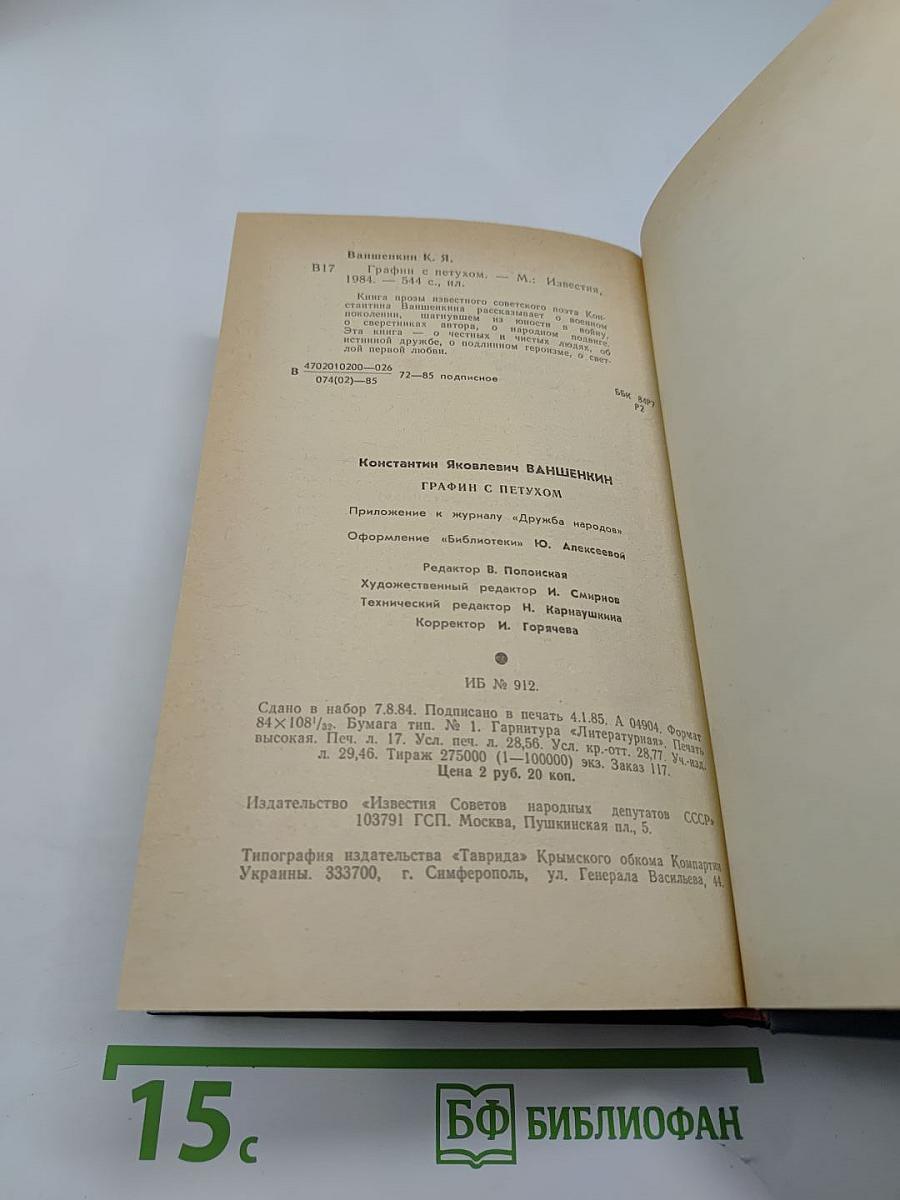 Ваншенкин К. Я.
В17 Графин с петухом. — М.: Известия,
1984. — 544 с., ил.
Книга прозы известного советского поэта Кон-
стантина Ваншенкина рассказывает о военном
поколении, шагнувшем из юности в войну,
о сверстниках автора, о народном подвиге.
Эта книга — о честных и чистых людях, об
истинной дружбе, о подлинном героизме, о свет-
лой первой любви.
В 4702010200—026
074(02)—85
72—85 подписное
ББК 84Р7
Р2
Константин Яковлевич ВАНШЕНКИН
ГРАФИН С ПЕТУХОМ
Приложение к журналу «Дружба народов»
Оформление «Библиотеки» Ю. Алексеевой
Редактор В. Полонская
Художественный редактор И. Смирнов
Технический редактор Н. Карнаушкина
Корректор И. Горячева
ИБ № 912.
Сдано в набор 7.8.84. Подписано в печать 4.1.85. А 04904. Формат
84×108¹/₃₂. Бумага тип. № 1. Гарнитура «Литературная». Печать
высокая. Печ. л. 17. Усл. печ. л. 28,56. Усл. кр.-отт. 28,77. Уч.-изд.
л. 29,46. Тираж 275000 (1—100000) экз. Заказ 117.
Цена 2 руб. 20 коп.
Издательство «Известия Советов народных депутатов СССР»
103791 ГСП. Москва, Пушкинская пл., 5.
Типография издательства «Таврида» Крымского обкома Компартии
Украины. 333700, г. Симферополь, ул. Генерала Васильева, 44.
15 с
БФ БИБЛИОФАН